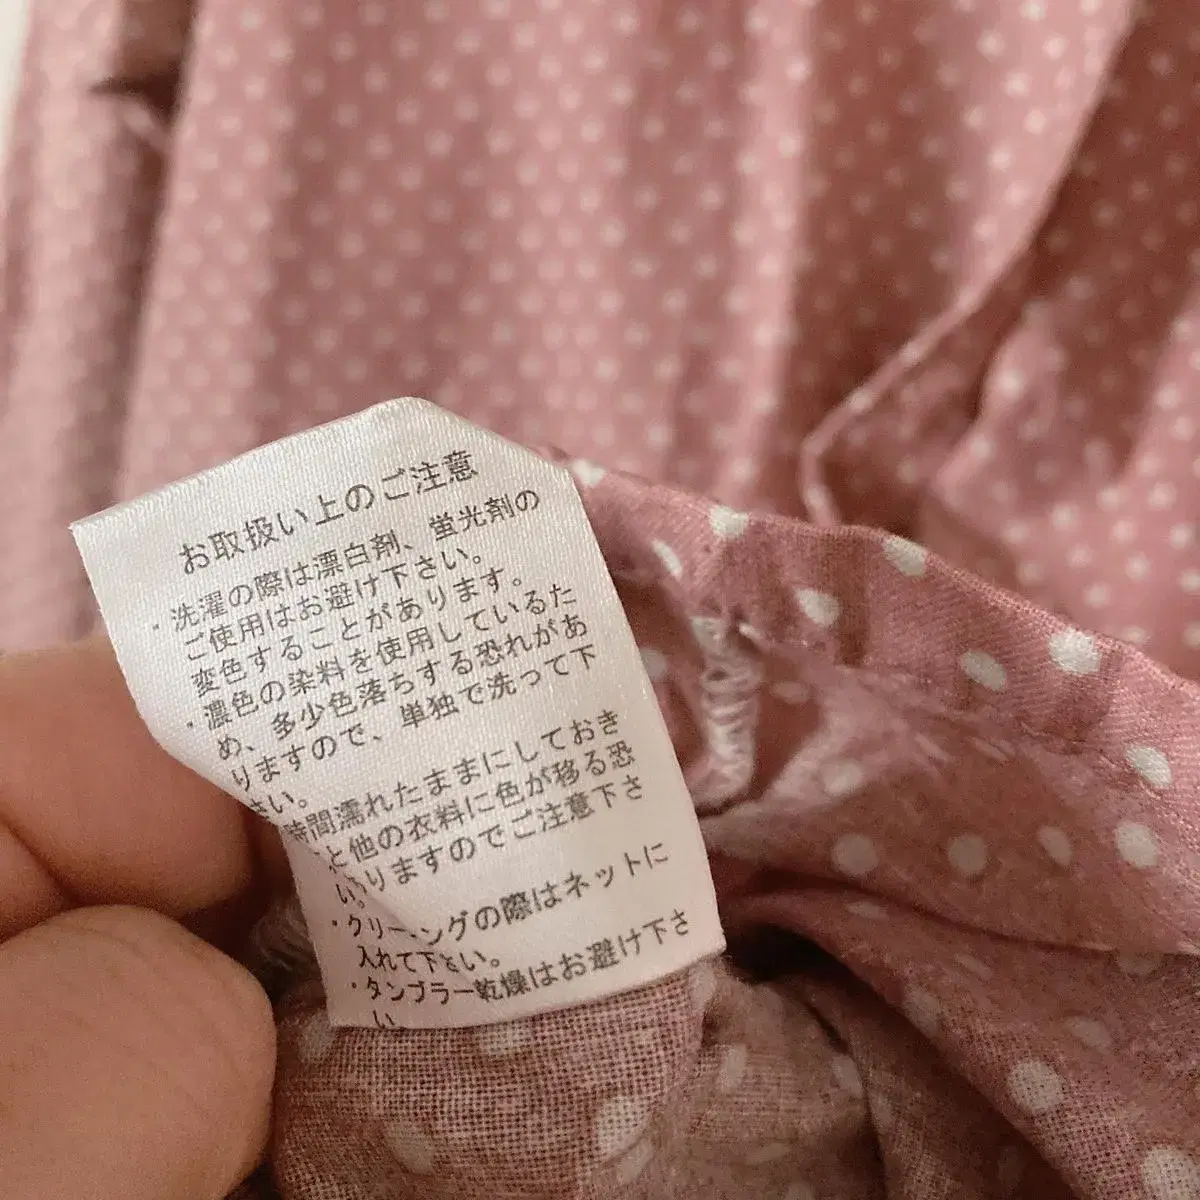 お取扱い上のご注意
・洗濯の際は漂白剤、蛍光剤の
ご使用はお避け下さい。
変色することがあります。
・濃色の染料を使用しているた
め、多少色落ちする恐れがあ
りますので、単独で洗って下
さい。
時間濡れたままにしておき
と他の衣料に色が移る恐
りますのでご注意下さ
い。
・クリーニングの際はネットに
入れて下さい。
・タンブラー乾燥はお避け下さ
い